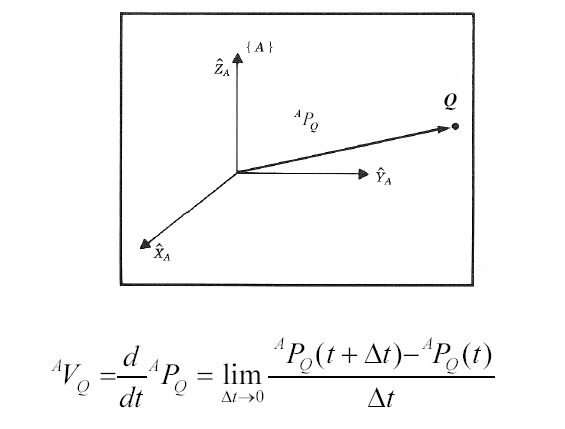 {A}
Ẑ_A
^A P_Q
Q
Ŷ_A
X̂_A
^A V_Q = d/dt ^A P_Q = lim_{Δt→0} (^A P_Q(t + Δt) − ^A P_Q(t)) / Δt